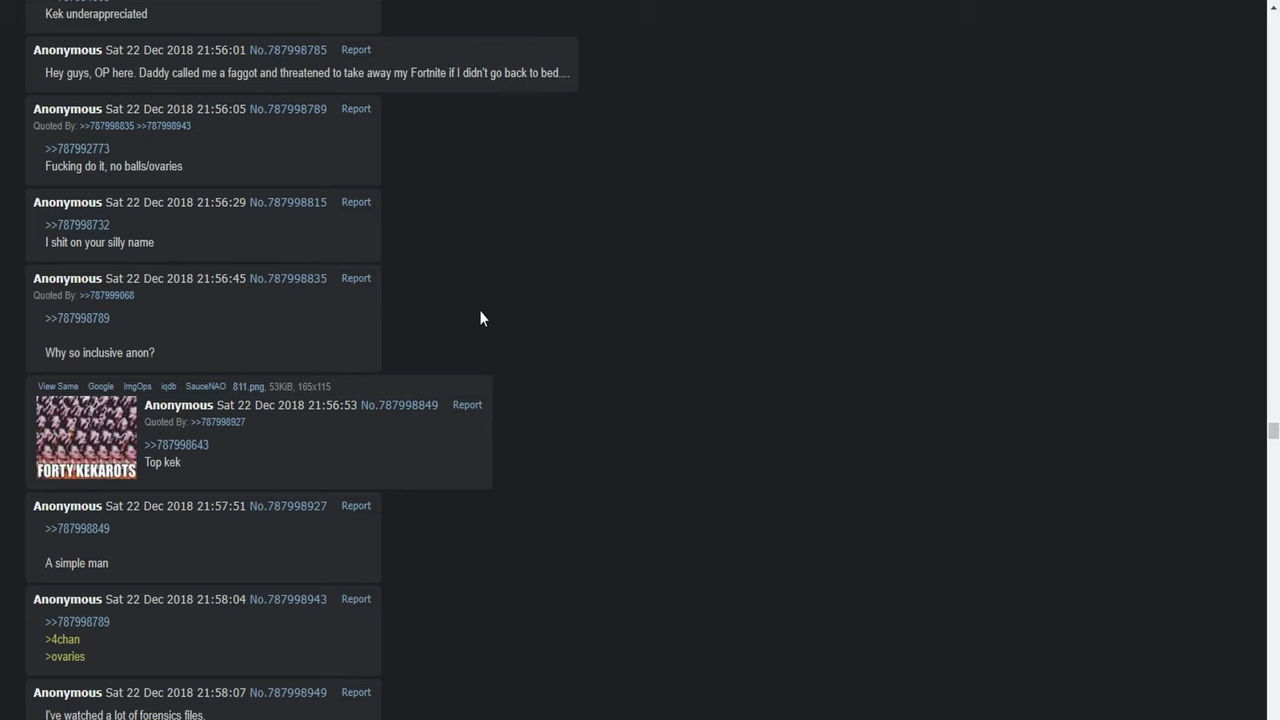 Kek underappreciated
Anonymous Sat 22 Dec 2018 21:56:01 No.787998785 Report
Hey guys, OP here. Daddy called me a faggot and threatened to take away my Fortnite if I didn't go back to bed....
Anonymous Sat 22 Dec 2018 21:56:05 No.787998789 Report
Quoted By: >>787998835 >>787998943
>>787992773
Fucking do it, no balls/ovaries
Anonymous Sat 22 Dec 2018 21:56:29 No.787998815 Report
>>787998732
I shit on your silly name
Anonymous Sat 22 Dec 2018 21:56:45 No.787998835 Report
Quoted By: >>787999068
>>787998789
Why so inclusive anon?
View Same Google ImgOps iqdb SauceNAO 811.png, 53KiB, 165x115
Anonymous Sat 22 Dec 2018 21:56:53 No.787998849 Report
Quoted By: >>787998927
>>787998643
Top kek
FORTY KEKAROTS
Anonymous Sat 22 Dec 2018 21:57:51 No.787998927 Report
>>787998849
A simple man
Anonymous Sat 22 Dec 2018 21:58:04 No.787998943 Report
>>787998789
>4chan
>ovaries
Anonymous Sat 22 Dec 2018 21:58:07 No.787998949 Report
I've watched a lot of forensics files.